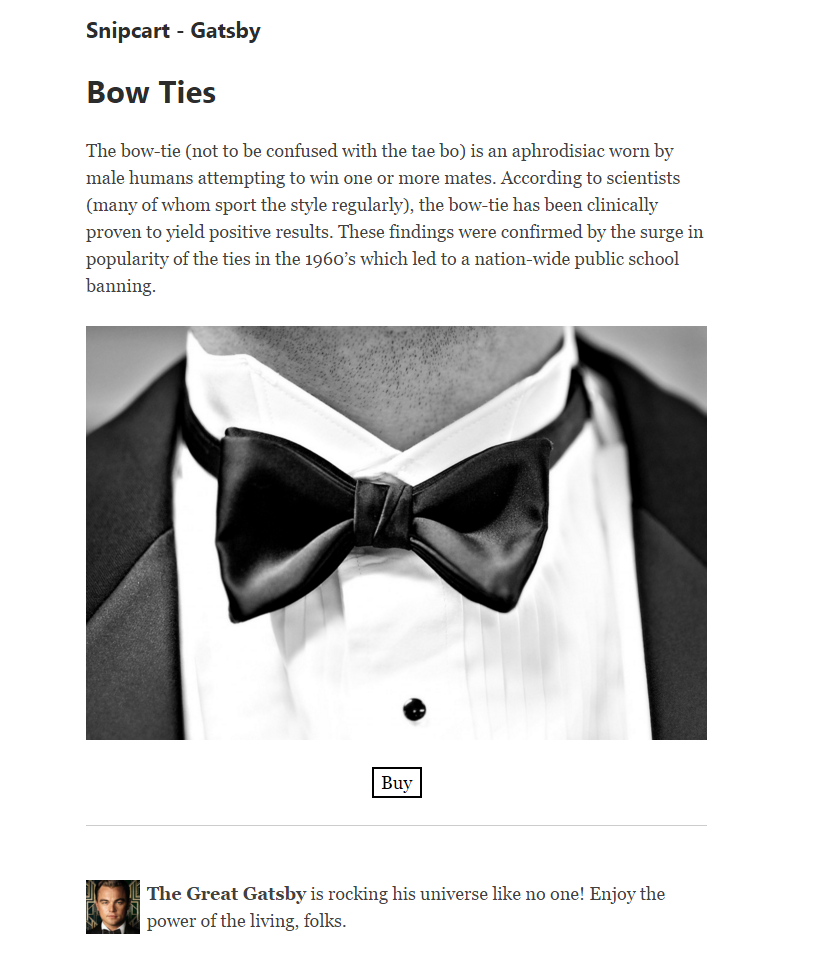 Snipcart - Gatsby
Bow Ties
The bow-tie (not to be confused with the tae bo) is an aphrodisiac worn by
male humans attempting to win one or more mates. According to scientists
(many of whom sport the style regularly), the bow-tie has been clinically
proven to yield positive results. These findings were confirmed by the surge in
popularity of the ties in the 1960’s which led to a nation-wide public school
banning.
Buy
The Great Gatsby is rocking his universe like no one! Enjoy the
power of the living, folks.